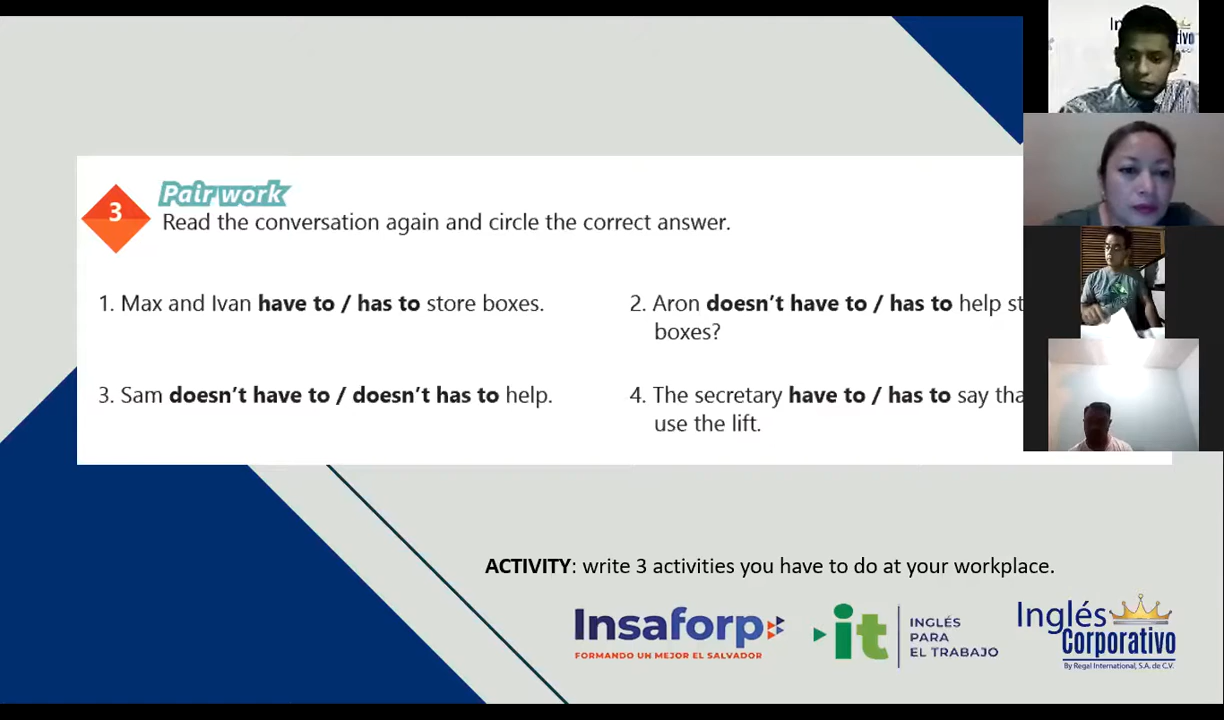 3
Pair work
Read the conversation again and circle the correct answer.
1. Max and Ivan have to / has to store boxes.
2. Aron doesn't have to / has to help
boxes?
3. Sam doesn't have to / doesn't has to help.
4. The secretary have to / has to say
use the lift.
ACTIVITY: write 3 activities you have to do at your workplace.
Insaforp
FORMANDO UN MEJOR EL SALVADOR
it
INGLÉS
PARA
EL TRABAJO
Inglés
Corporativo
By Regal International, S.A. de C.V.